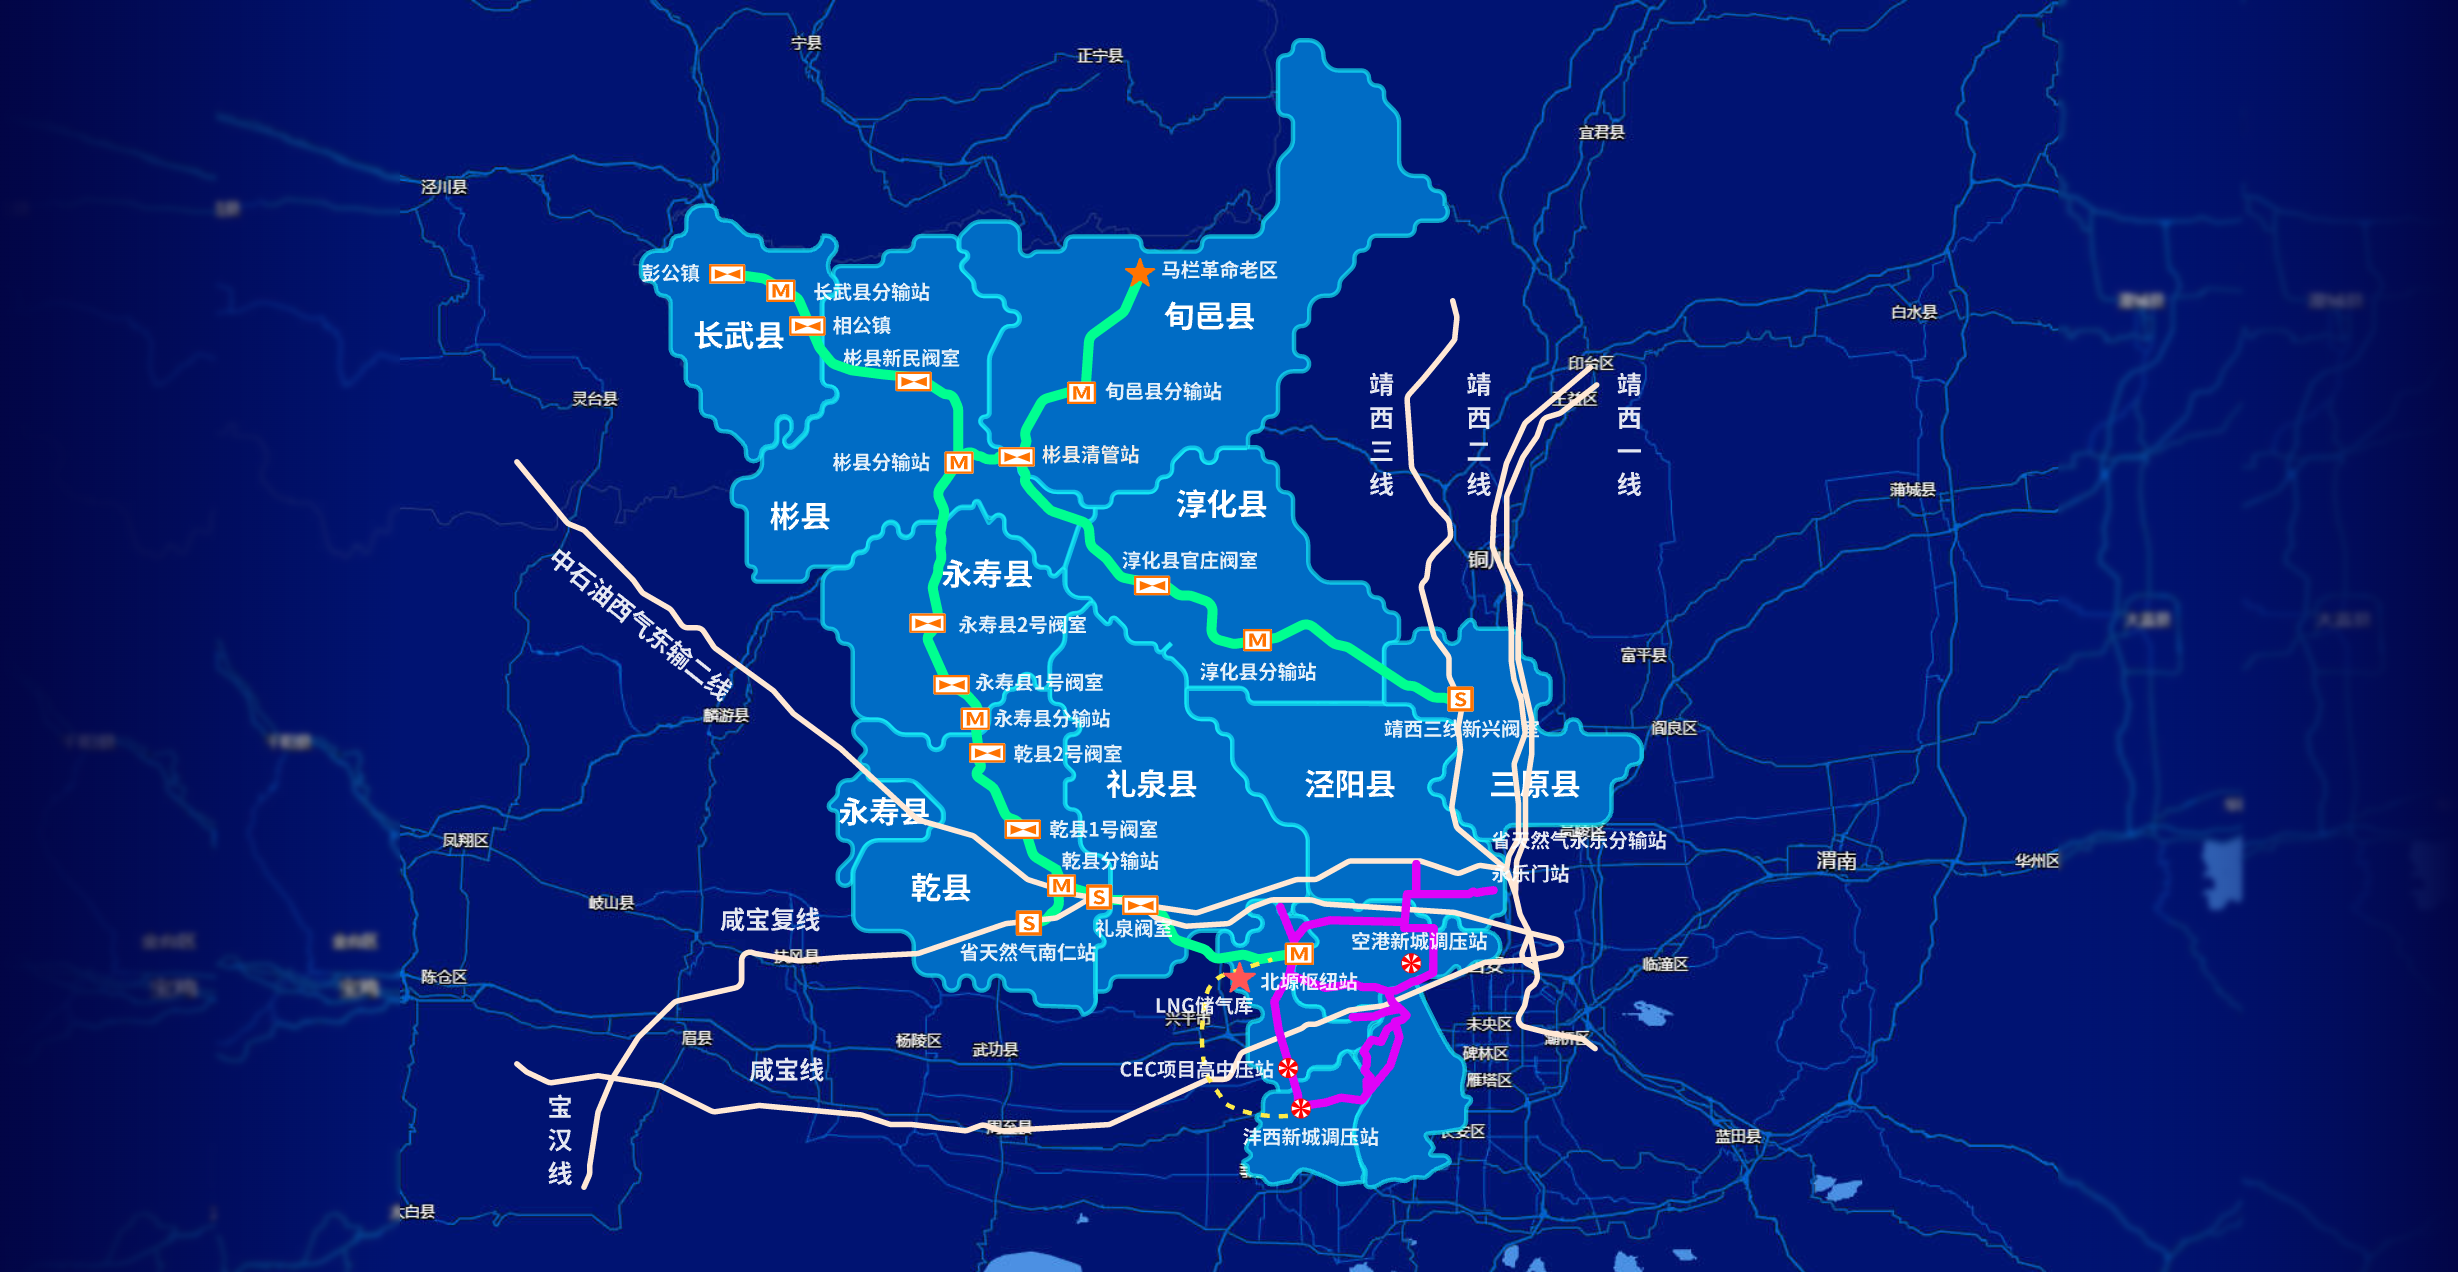 宁县
正宁县
宜君县
泾川县
彭公镇
马栏革命老区
长武县分输站
旬邑县
相公镇
长武县
白水县
彬县新民阀室
印台区
靖西三线
靖西二线
靖西一线
旬邑县分输站
灵台县
王益区
彬县清管站
彬县分输站
蒲城县
淳化县
彬县
淳化县官庄阀室
铜川
中石油西气东输二线
永寿县
永寿县2号阀室
富平县
淳化县分输站
永寿县1号阀室
麟游县
永寿县分输站
靖西三线新兴阀室
阎良区
乾县2号阀室
礼泉县
泾阳县
三原县
永寿县
乾县1号阀室
高陵区
凤翔区
省天然气永乐分输站
乾县分输站
渭南
华州区
永乐门站
乾县
岐山县
咸宝复线
礼泉阀室
空港新城调压站
省天然气南仁站
扶风县
西安
临潼区
陈仓区
北塬枢纽站
LNG储气库
兴平市
未央区
眉县
杨陵区
武功县
灞桥区
碑林区
咸宝线
CEC项目高中压站
雁塔区
宝汉线
周至县
沣西新城调压站
长安区
蓝田县
太白县